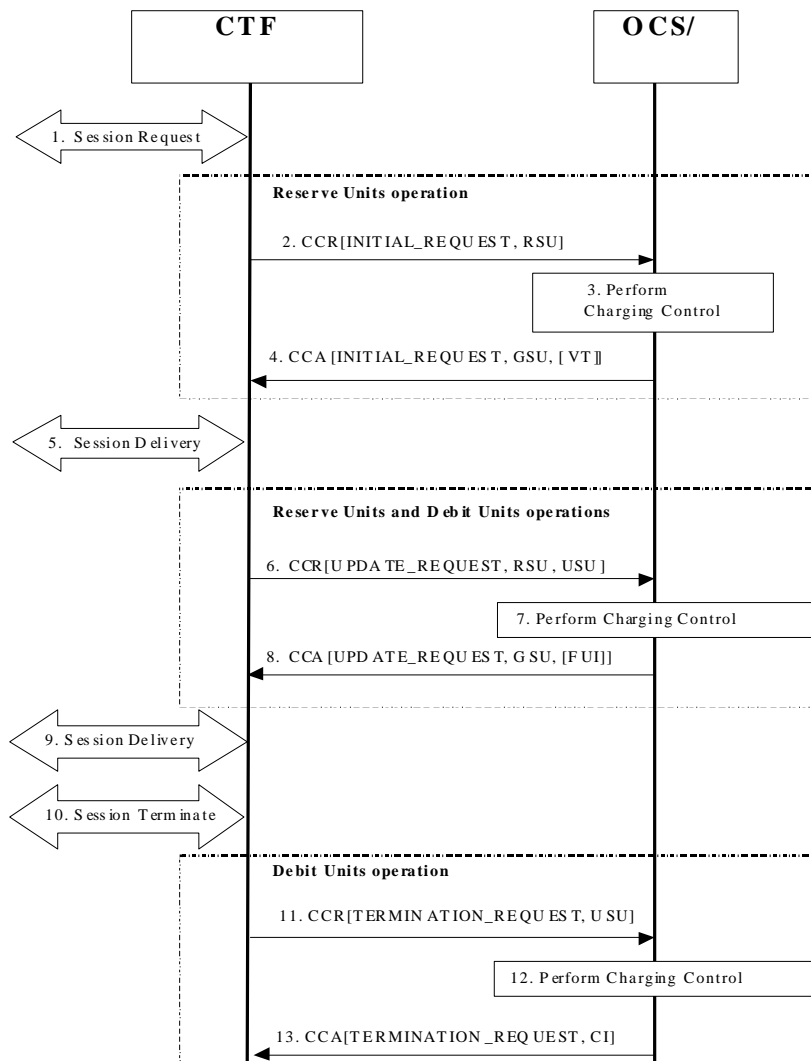 CTF
OCS/
1. Session Request
Reserve Units operation
2. CCR[INITIAL_REQUEST, RSU]
3. Perform
Charging Control
4. CCA [INITIAL_REQUEST, GSU, [VT]]
5. Session Delivery
Reserve Units and Debit Units operations
6. CCR[UPDATE_REQUEST, RSU, USU]
7. Perform Charging Control
8. CCA[UPDATE_REQUEST, GSU, [FUI]]
9. Session Delivery
10. Session Terminate
Debit Units operation
11. CCR[TERMINATION_REQUEST, USU]
12. Perform Charging Control
13. CCA[TERMINATION_REQUEST, CI]